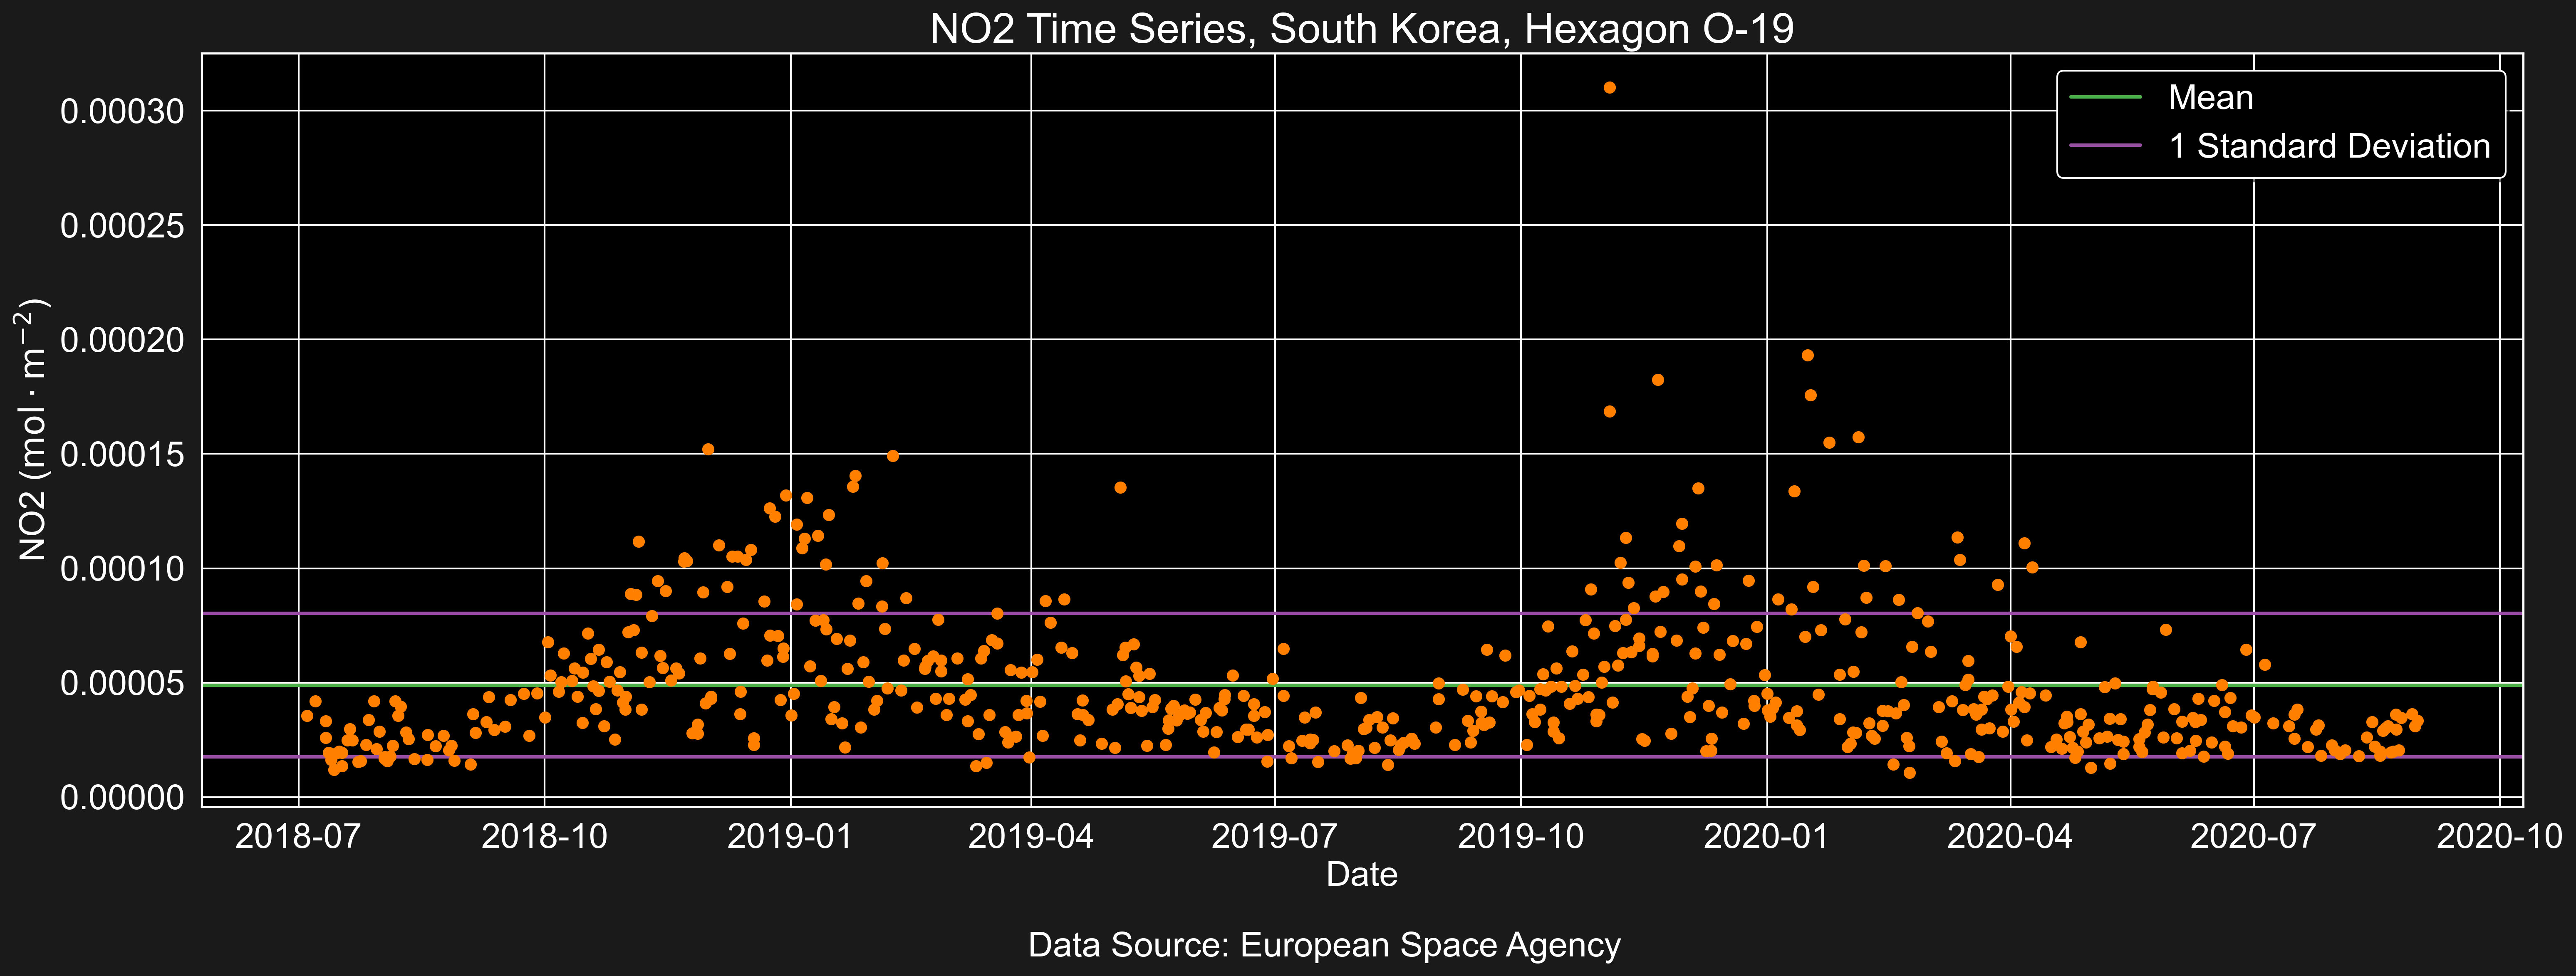 NO2 Time Series, South Korea, Hexagon O-19
Mean
1 Standard Deviation
NO2 (mol · m⁻²)
0.00030
0.00025
0.00020
0.00015
0.00010
0.00005
0.00000
2018-07 2018-10 2019-01 2019-04 2019-07 2019-10 2020-01 2020-04 2020-07 2020-10
Date
Data Source: European Space Agency